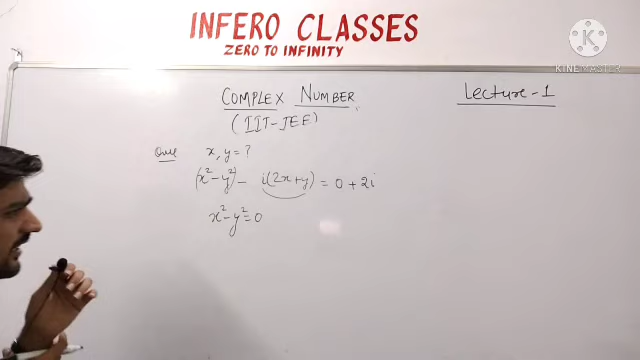 INFERO CLASSES
ZERO TO INFINITY
KINEMASTER
COMPLEX NUMBER
Lecture-1
(IIT-JEE)
Que x, y = ?
(x²-y²) - i(2x+y) = 0 + 2i
x²-y²=0